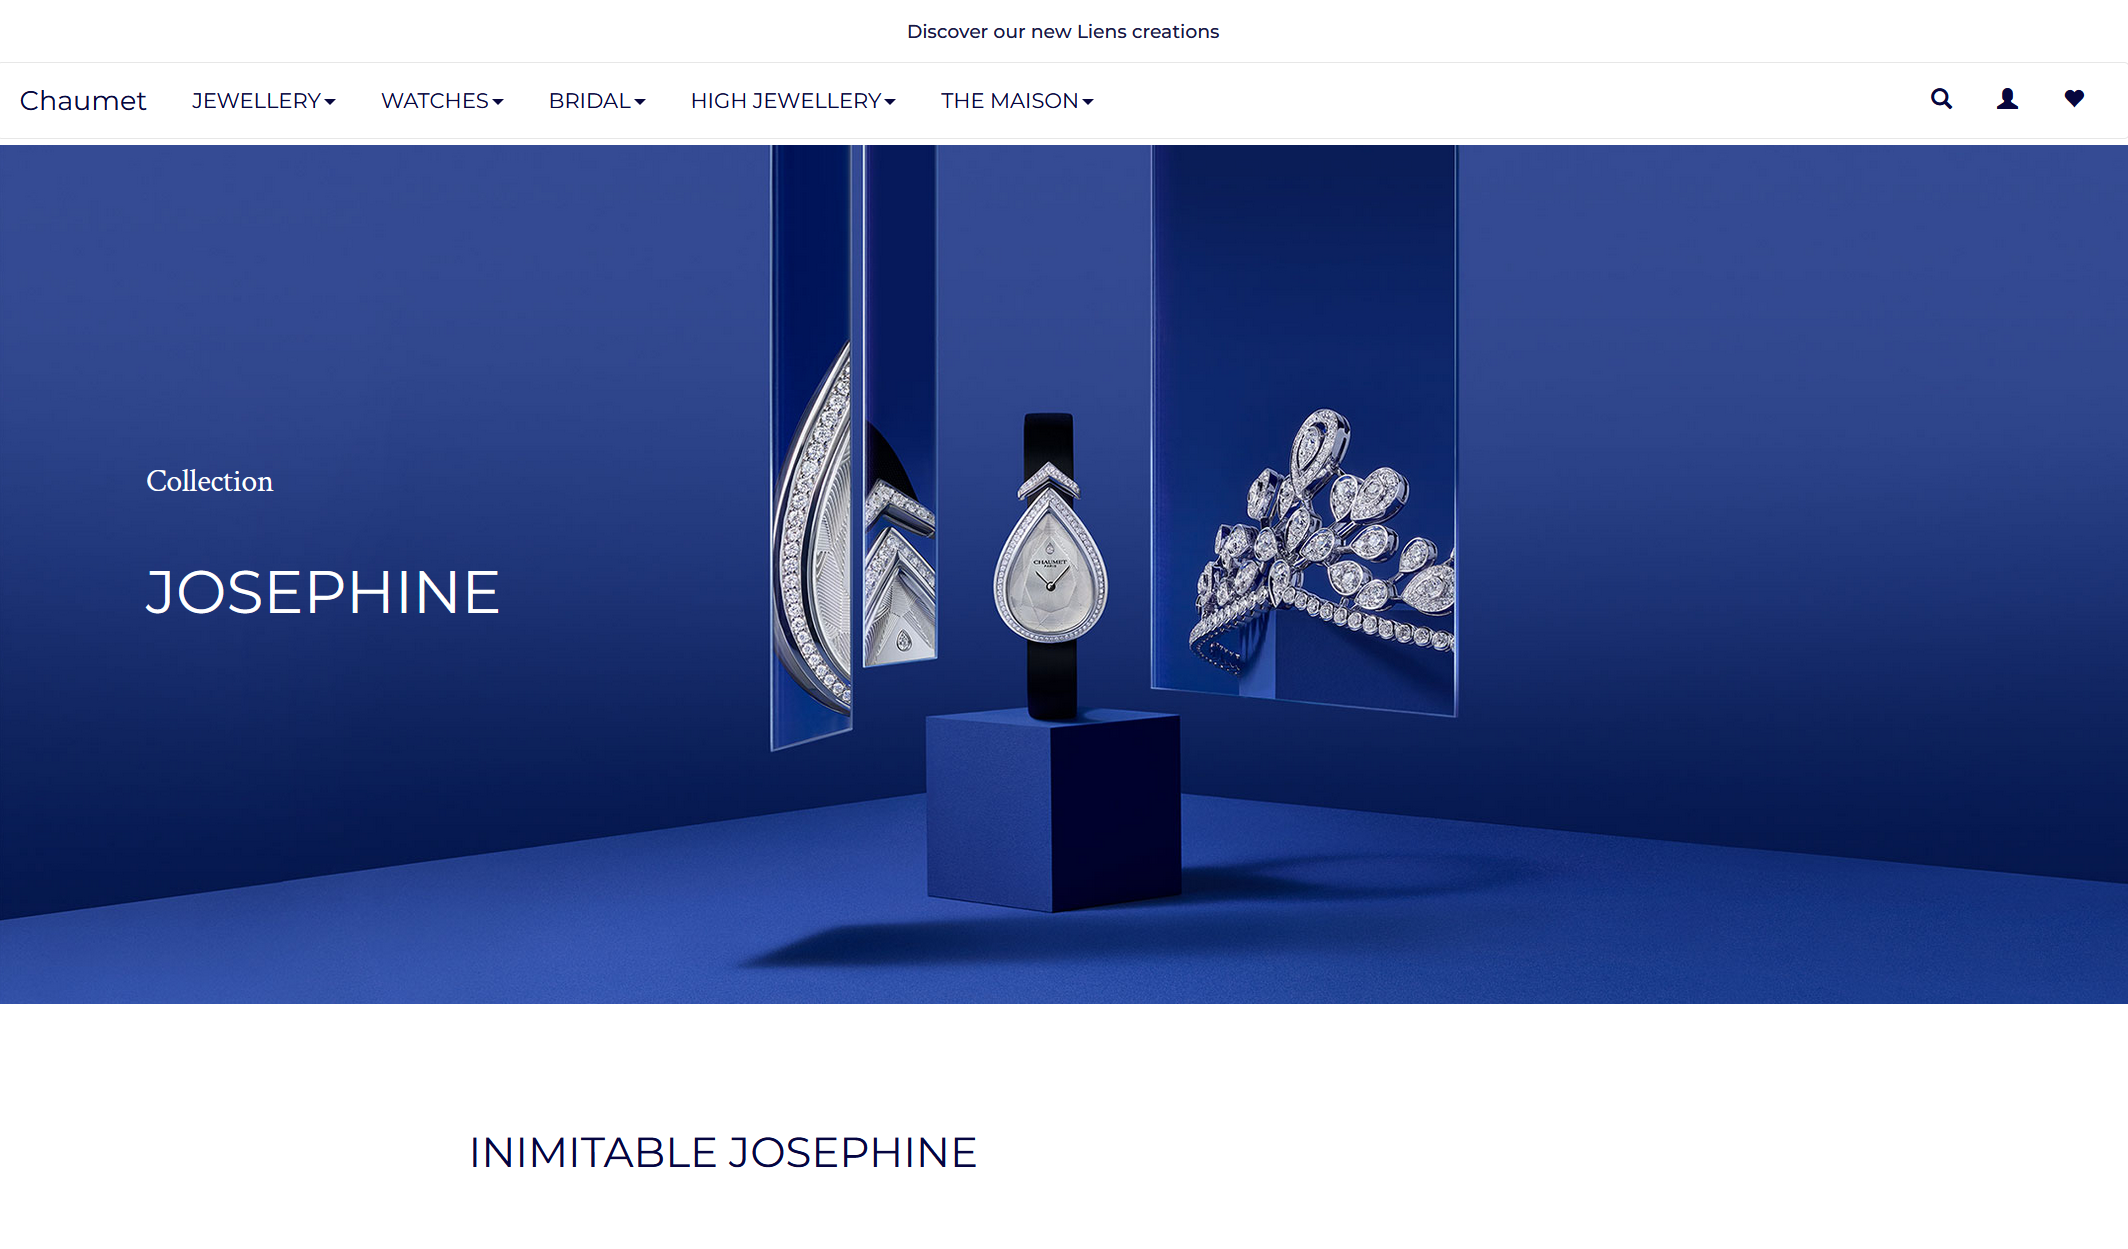 Discover our new Liens creations
Chaumet JEWELLERY WATCHES BRIDAL HIGH JEWELLERY THE MAISON
Collection
JOSEPHINE
CHAUMET
PARIS
INIMITABLE JOSEPHINE